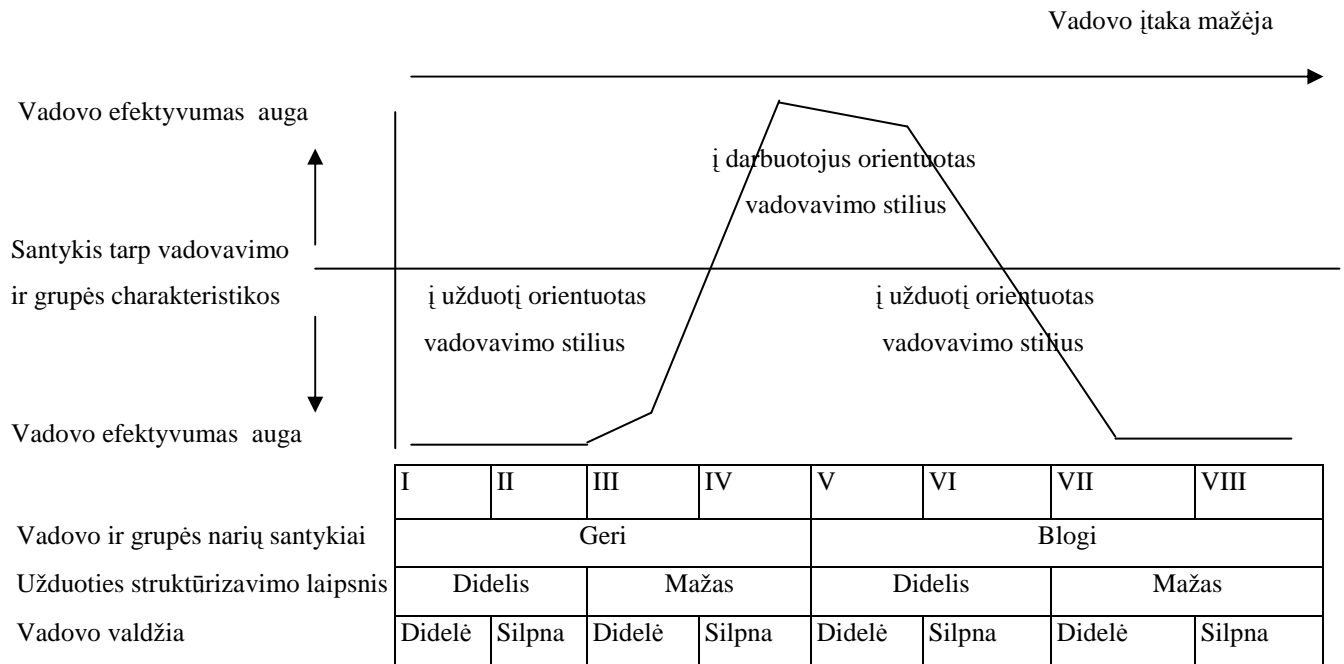 Vadovo įtaka mažėja
Vadovo efektyvumas auga
į darbuotojus orientuotas
vadovavimo stilius
Santykis tarp vadovavimo
ir grupės charakteristikos
į užduotį orientuotas
vadovavimo stilius
į užduotį orientuotas
vadovavimo stilius
Vadovo efektyvumas auga
I II III IV V VI VII VIII
Vadovo ir grupės narių santykiai Geri Blogi
Užduoties struktūrizavimo laipsnis Didelis Mažas Didelis Mažas
Vadovo valdžia Didelė Silpna Didelė Silpna Didelė Silpna Didelė Silpna